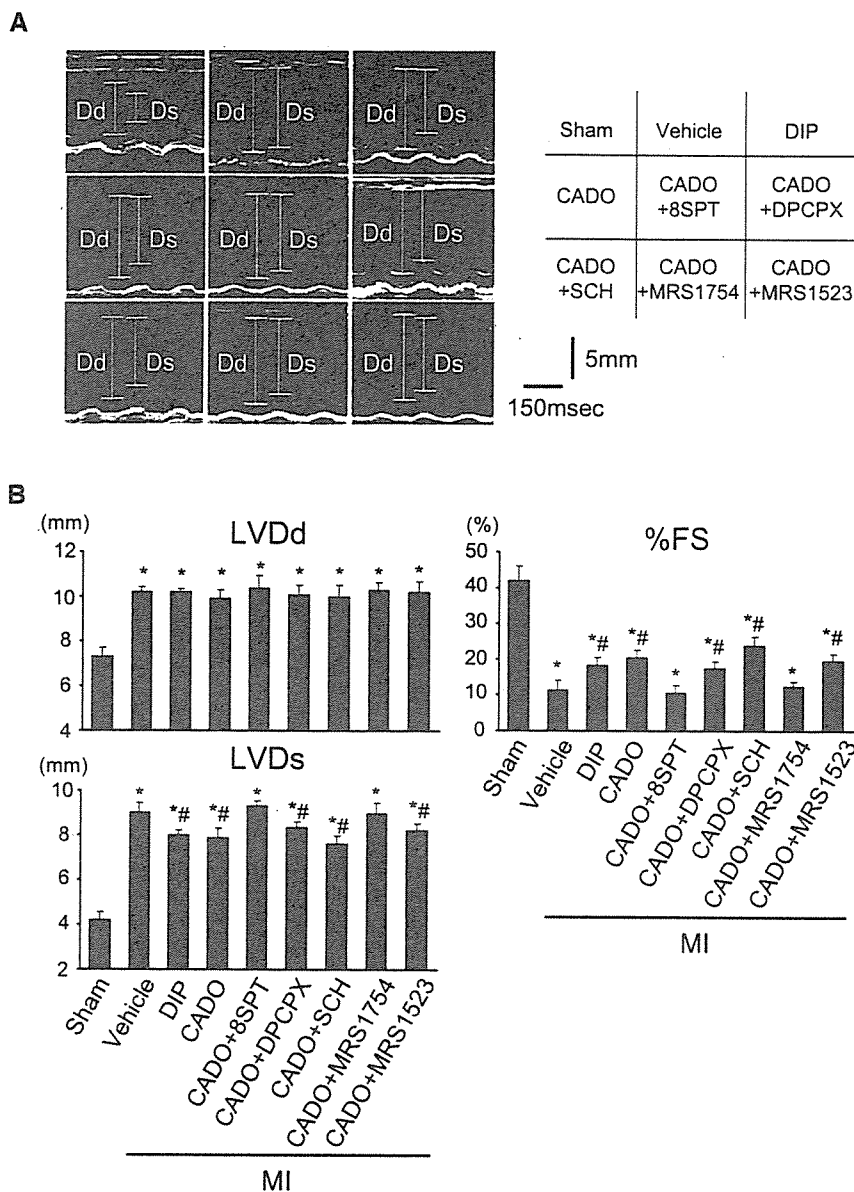 A
Dd Ds Dd Ds Dd Ds
Dd Ds Dd Ds Dd Ds
Dd Ds Dd Ds Dd Ds
Sham Vehicle DIP
CADO CADO +8SPT CADO +DPCPX
CADO +SCH CADO +MRS1754 CADO +MRS1523
5mm
150msec
B
(mm)
LVDd
12
10
8
6
4
* * * * * * * *
(mm)
LVDs
10
8
6
4
2
* *# *# * *# *# * *#
Sham
Vehicle
DIP
CADO
CADO+8SPT
CADO+DPCPX
CADO+SCH
CADO+MRS1754
CADO+MRS1523
MI
(%)
%FS
50
40
30
20
10
0
* *# *# * *# *# * *#
Sham
Vehicle
DIP
CADO
CADO+8SPT
CADO+DPCPX
CADO+SCH
CADO+MRS1754
CADO+MRS1523
MI